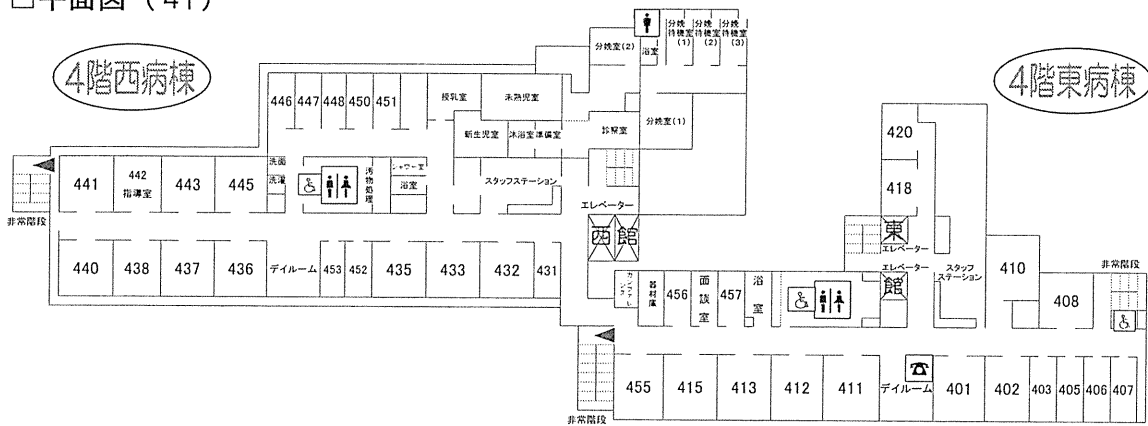 □平面図（4F）
4階西病棟
4階東病棟
分娩室(2)
浴室
分娩待機室(1)
分娩待機室(2)
分娩待機室(3)
446
447
448
450
451
授乳室
未熟児室
新生児室
沐浴室
準備室
診察室
分娩室(1)
420
418
441
442
指導室
443
445
洗面
洗濯
汚物処理
シャワー室
浴室
スタッフステーション
エレベーター
西館
非常階段
440
438
437
436
デイルーム
453
452
435
433
432
431
カンファレンス
器材庫
456
面談室
457
浴室
東
エレベーター
エレベーター
館
スタッフ
ステーション
410
408
非常階段
455
415
413
412
411
デイルーム
401
402
403
405
406
407
非常階段